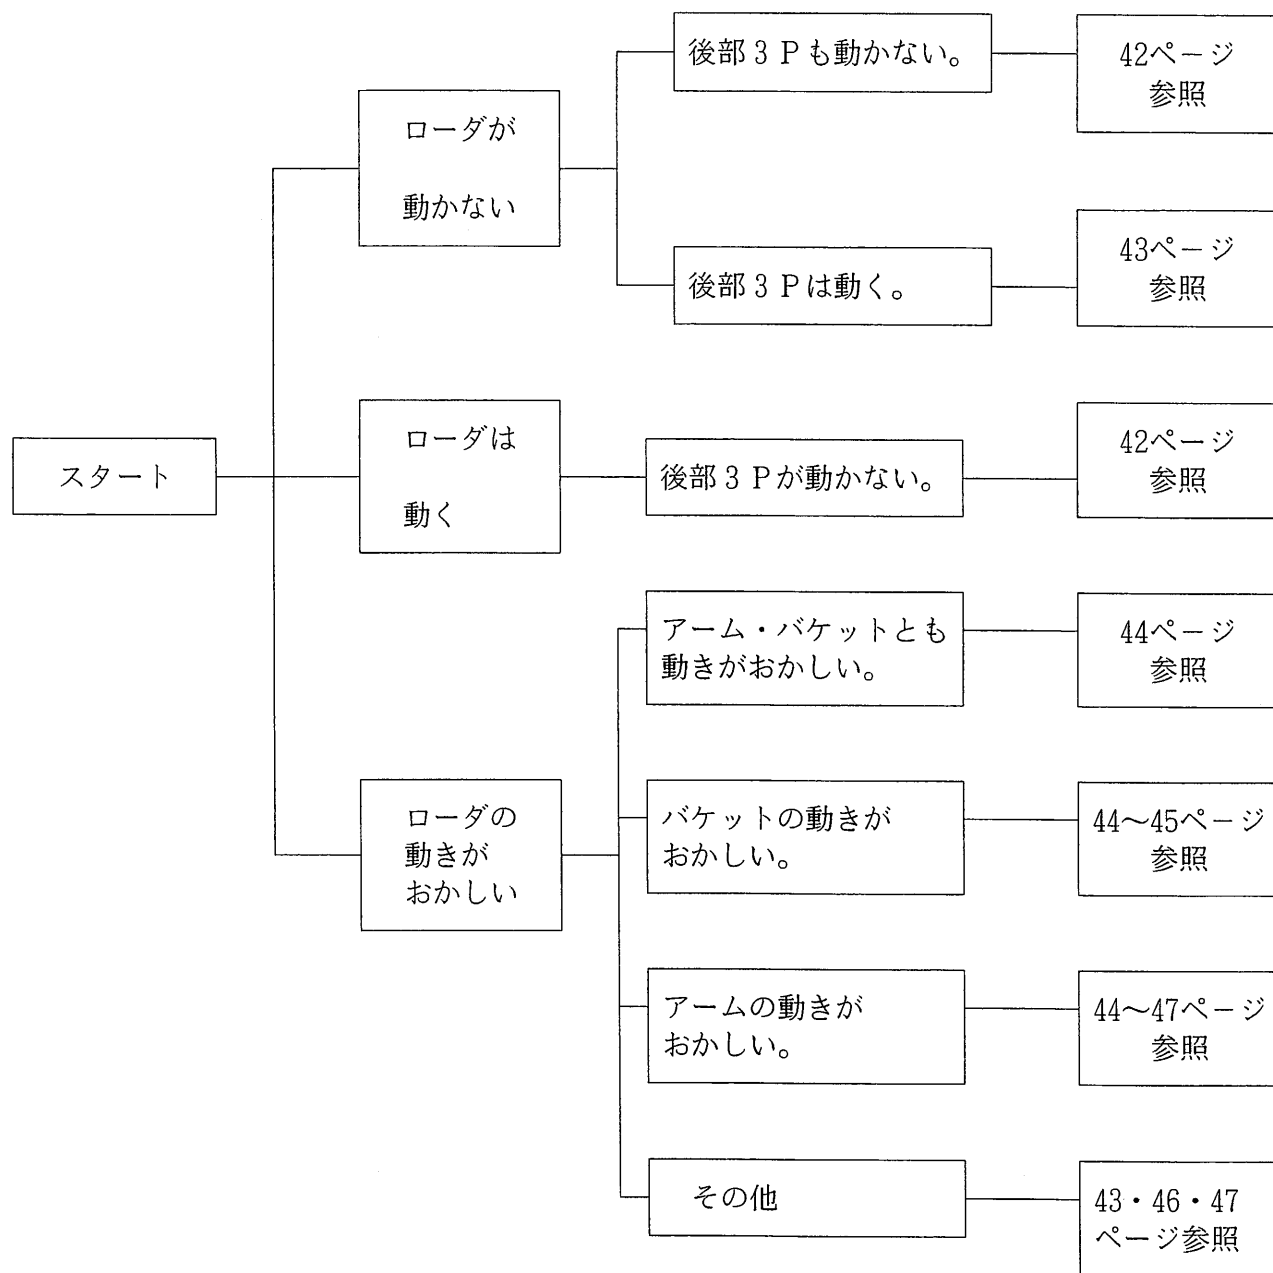 スタート
ローダが
動かない
後部3Pも動かない。
42ページ
参照
後部3Pは動く。
43ページ
参照
ローダは
動く
後部3Pが動かない。
42ページ
参照
ローダの
動きが
おかしい
アーム・バケットとも
動きがおかしい。
44ページ
参照
バケットの動きが
おかしい。
44〜45ページ
参照
アームの動きが
おかしい。
44〜47ページ
参照
その他
43・46・47
ページ参照